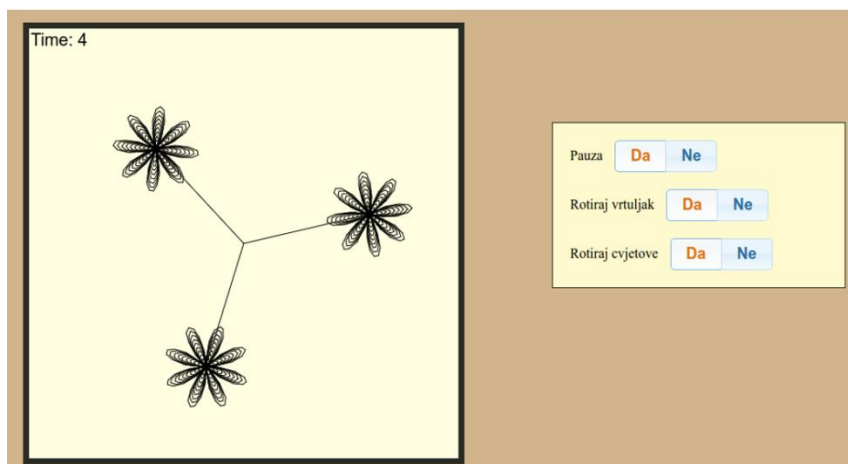 Time: 4
Pauza Da Ne
Rotiraj vrtuljak Da Ne
Rotiraj cvjetove Da Ne